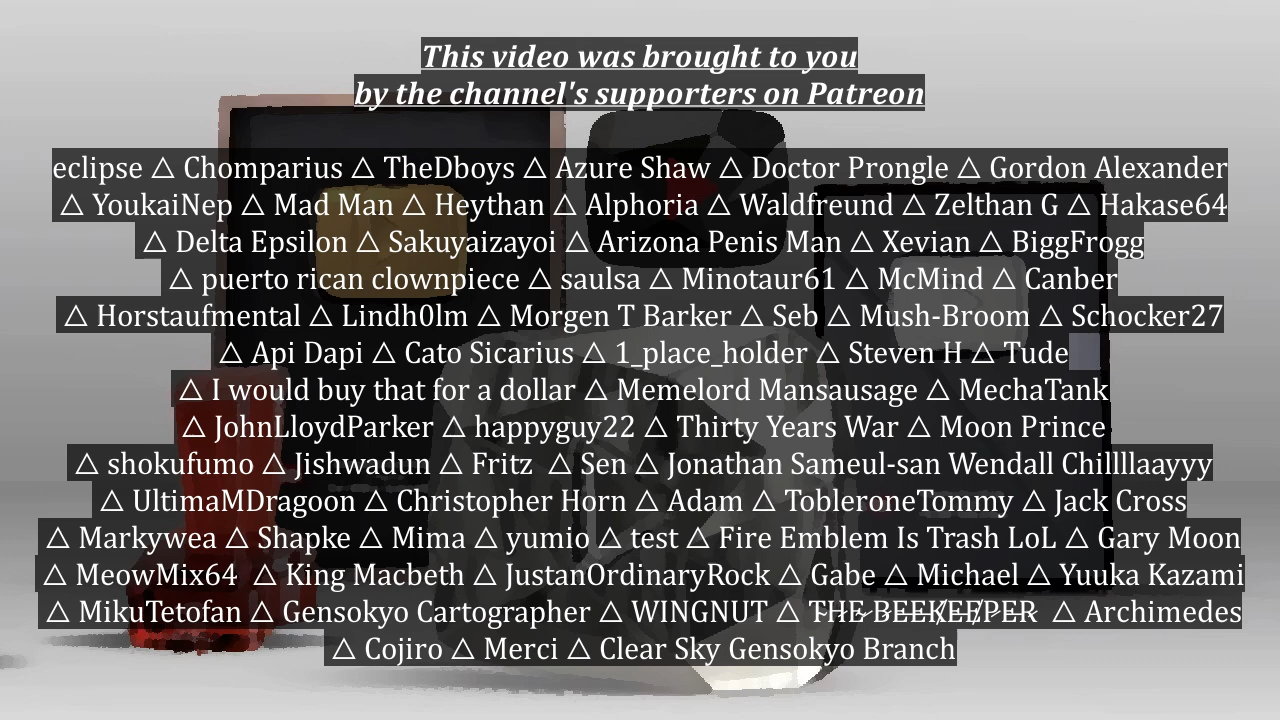 This video was brought to you
by the channel's supporters on Patreon
eclipse △ Chomparius △ TheDboys △ Azure Shaw △ Doctor Prongle △ Gordon Alexander
△ YoukaiNep △ Mad Man △ Heythan △ Alphoria △ Waldfreund △ Zelthan G △ Hakase64
△ Delta Epsilon △ Sakuyaizayoi △ Arizona Penis Man △ Xevian △ BiggFrogg
△ puerto rican clownpiece △ saulsa △ Minotaur61 △ McMind △ Canber
△ Horstaufmental △ Lindh0lm △ Morgen T Barker △ Seb △ Mush-Broom △ Schocker27
△ Api Dapi △ Cato Sicarius △ 1_place_holder △ Steven H △ Tude
△ I would buy that for a dollar △ Memelord Mansausage △ MechaTank
△ JohnLloydParker △ happyguy22 △ Thirty Years War △ Moon Prince
△ shokufumo △ Jishwadun △ Fritz △ Sen △ Jonathan Sameul-san Wendall Chillllaayyy
△ UltimaMDragoon △ Christopher Horn △ Adam △ TobleroneTommy △ Jack Cross
△ Markywea △ Shapke △ Mima △ yumio △ test △ Fire Emblem Is Trash LoL △ Gary Moon
△ MeowMix64 △ King Macbeth △ JustanOrdinaryRock △ Gabe △ Michael △ Yuuka Kazami
△ MikuTetofan △ Gensokyo Cartographer △ WINGNUT △ T̴H̴E̴ ̴B̴E̴E̴K̸E̸E̸P̴E̴R̴ △ Archimedes
△ Cojiro △ Merci △ Clear Sky Gensokyo Branch